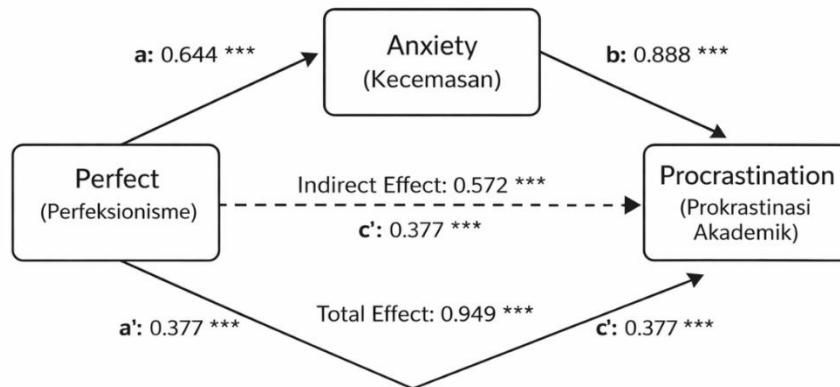 Anxiety
(Kecemasan)
a: 0.644 ***
b: 0.888 ***
Perfect
(Perfeksionisme)
Indirect Effect: 0.572 ***
c': 0.377 ***
Procrastination
(Prokrastinasi
Akademik)
a': 0.377 ***
Total Effect: 0.949 ***
c': 0.377 ***